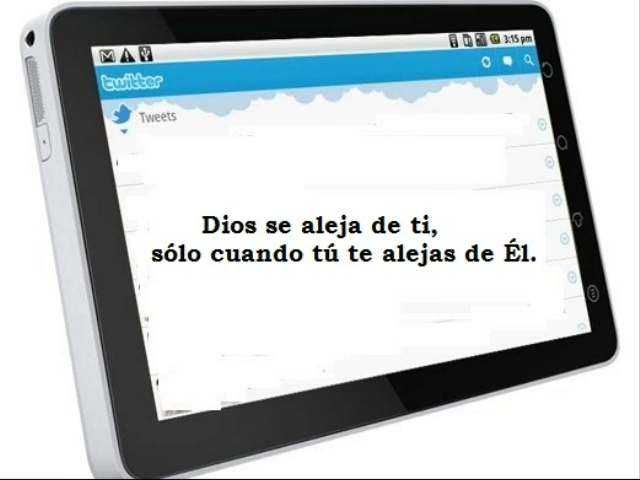 3:15 pm
twitter
Tweets
Dios se aleja de ti,
sólo cuando tú te alejas de Él.